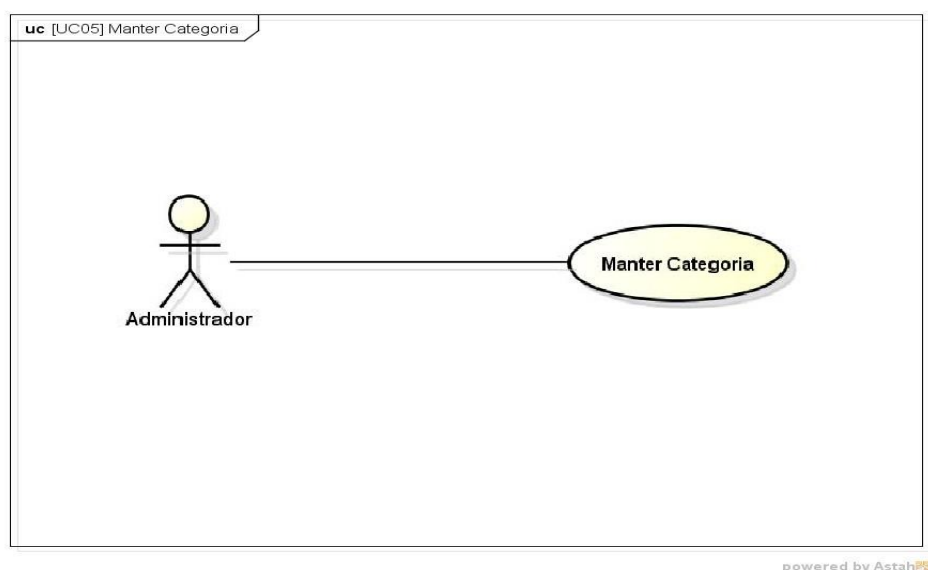 uc [UC05] Manter Categoria
Manter Categoria
Administrador
powered by Astah